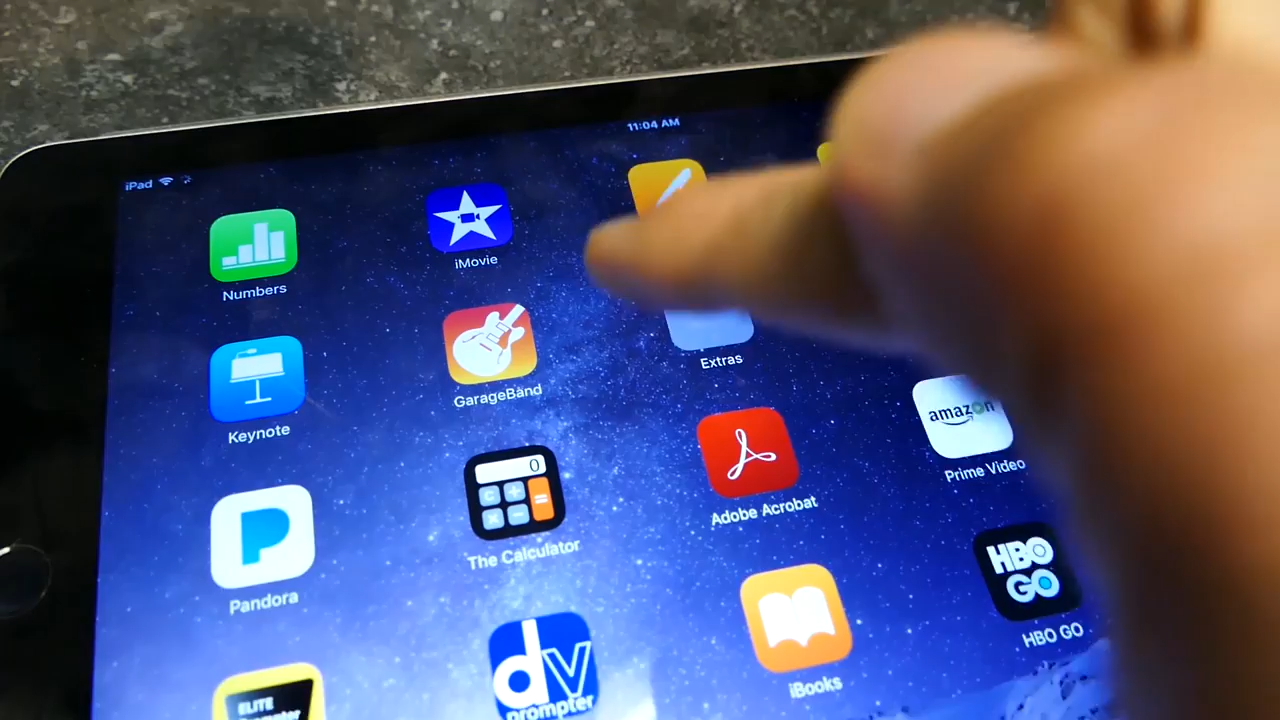 11:04 AM
iPad
Numbers
iMovie
Keynote
GarageBand
Extras
amazon
Prime Video
Pandora
0
The Calculator
Adobe Acrobat
HBO
GO
HBO GO
iBooks
ELITE
dv
prompter